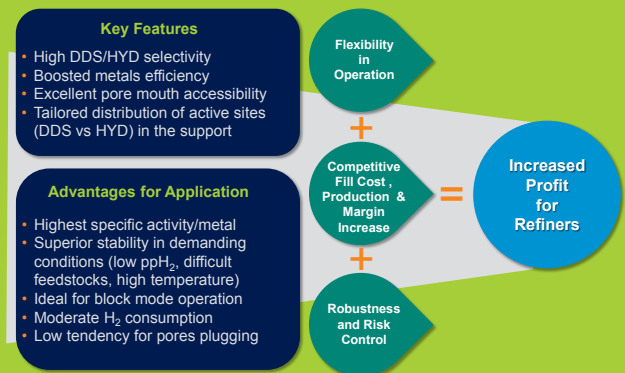 Key Features
• High DDS/HYD selectivity
• Boosted metals efficiency
• Excellent pore mouth accessibility
• Tailored distribution of active sites
(DDS vs HYD) in the support
Advantages for Application
• Highest specific activity/metal
• Superior stability in demanding
conditions (low ppH₂, difficult
feedstocks, high temperature)
• Ideal for block mode operation
• Moderate H₂ consumption
• Low tendency for pores plugging
Flexibility
in
Operation
+
Competitive
Fill Cost ,
Production &
Margin
Increase
+
Robustness
and Risk
Control
=
Increased
Profit
for
Refiners